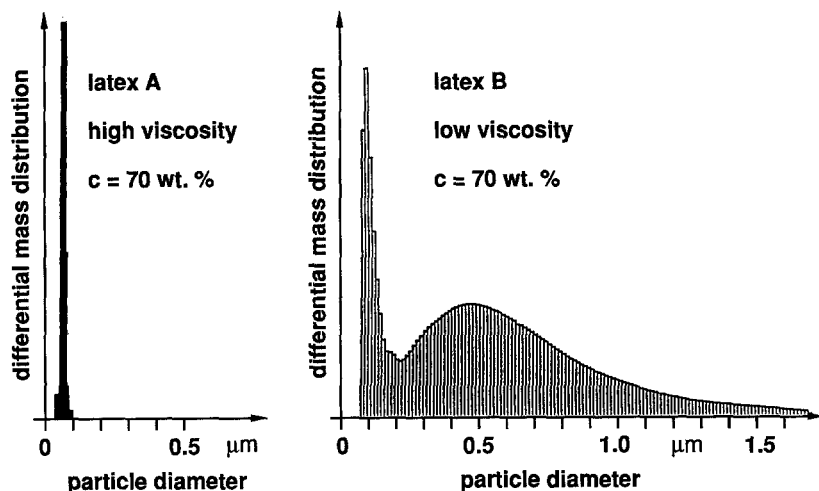 differential mass distribution
latex A
high viscosity
c = 70 wt. %
0 0.5 μm
particle diameter
differential mass distribution
latex B
low viscosity
c = 70 wt. %
0 0.5 1.0 μm 1.5
particle diameter